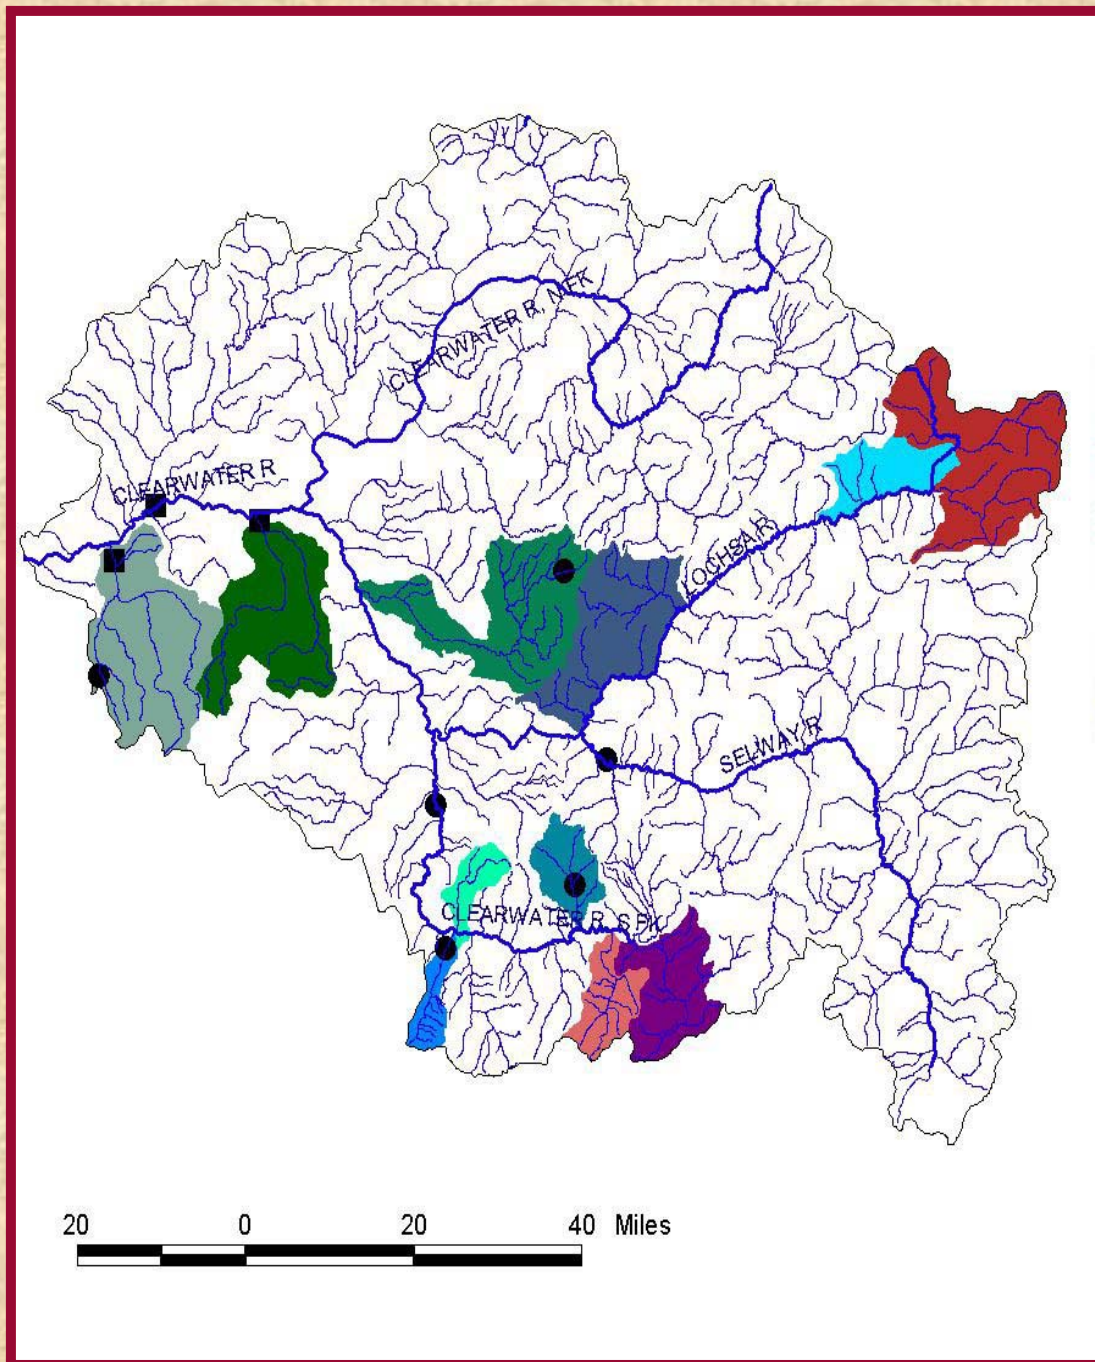 CLEARWATER R, N FK
CLEARWATER R
LOCHSA R
SELWAY R
CLEARWATER R, S FK
20 0 20 40 Miles